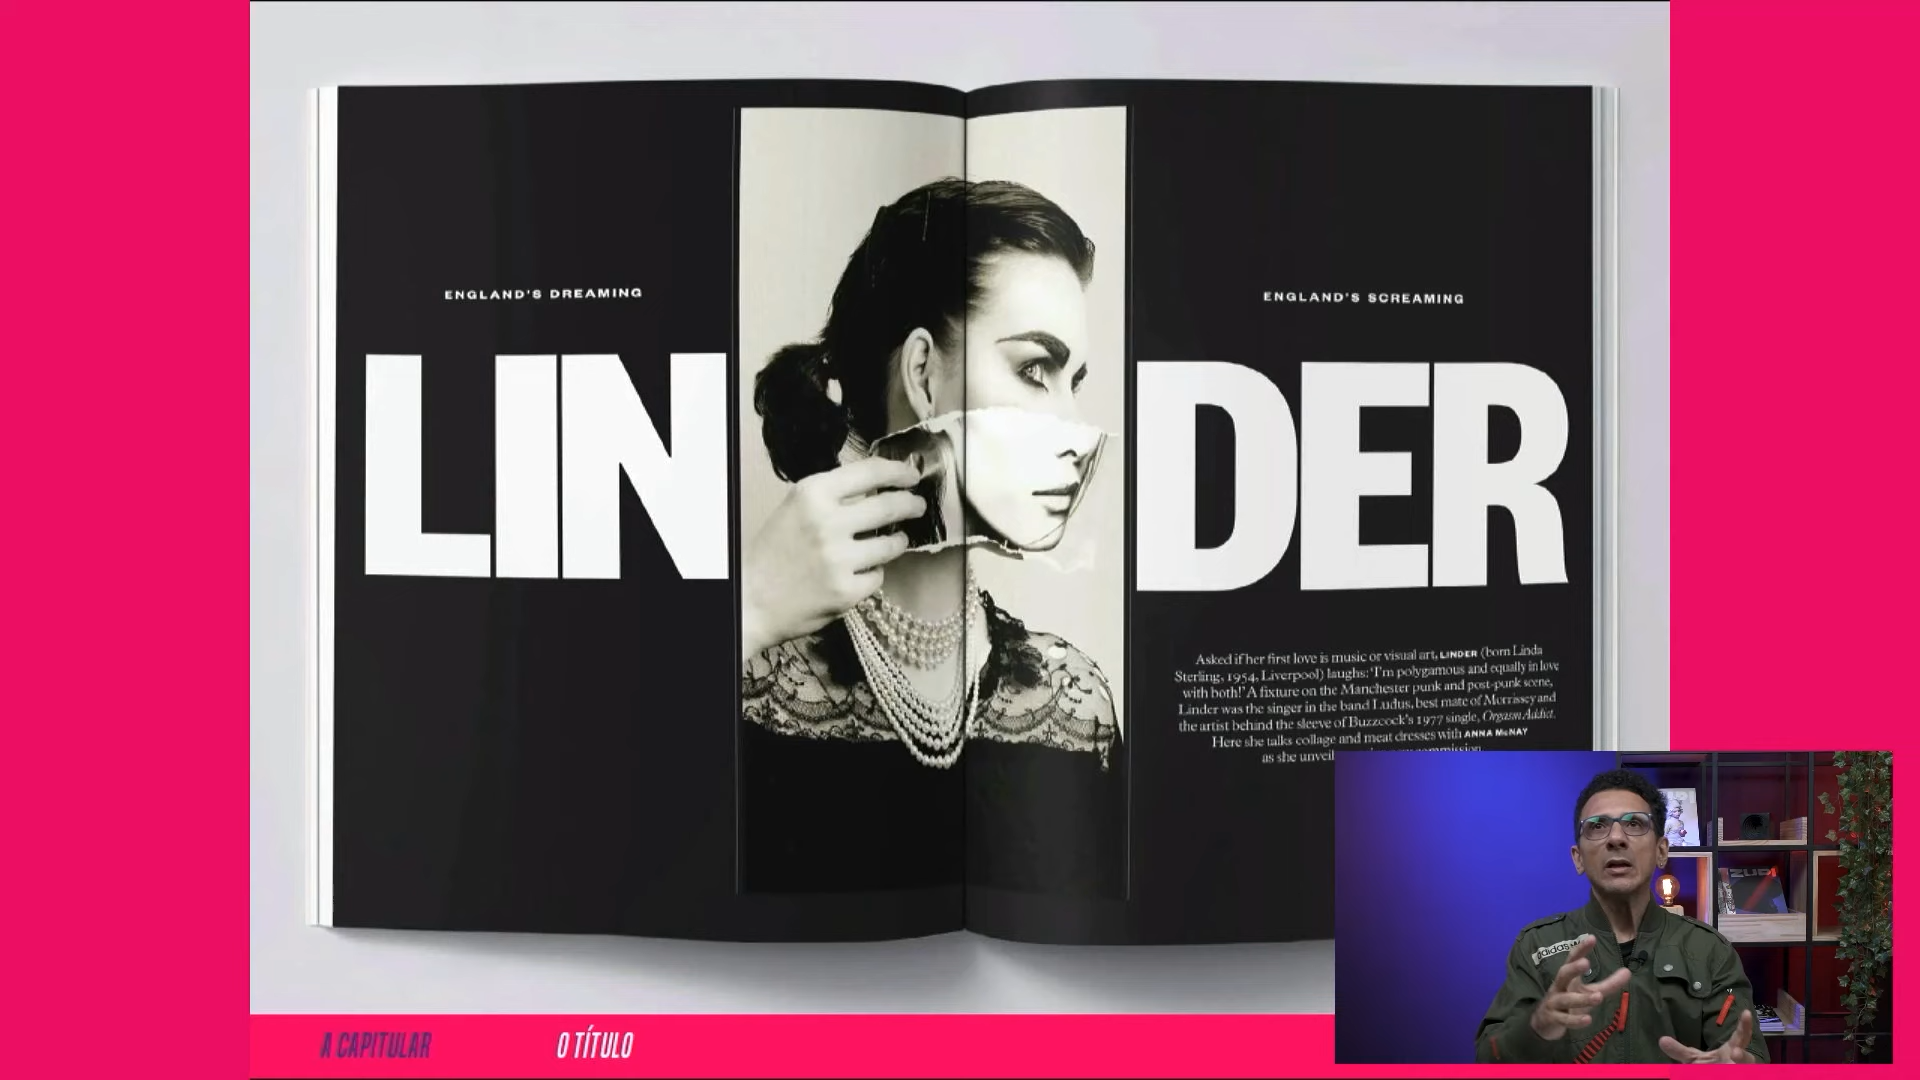 ENGLAND'S DREAMING
LIN
ENGLAND'S SCREAMING
DER
Asked if her first love is music or visual art, LINDER (born Linda
Sterling, 1954, Liverpool) laughs: 'I'm polygamous and equally in love
with both!' A fixture on the Manchester punk and post-punk scene,
Linder was the singer in the band Ludus, best mate of Morrissey and
the artist behind the sleeve of Buzzcock's 1977 single, Orgasm Addict.
Here she talks collage and meat dresses with ANNA McNAY
as she unveil commission
adidas
A CAPITULAR
O TÍTULO